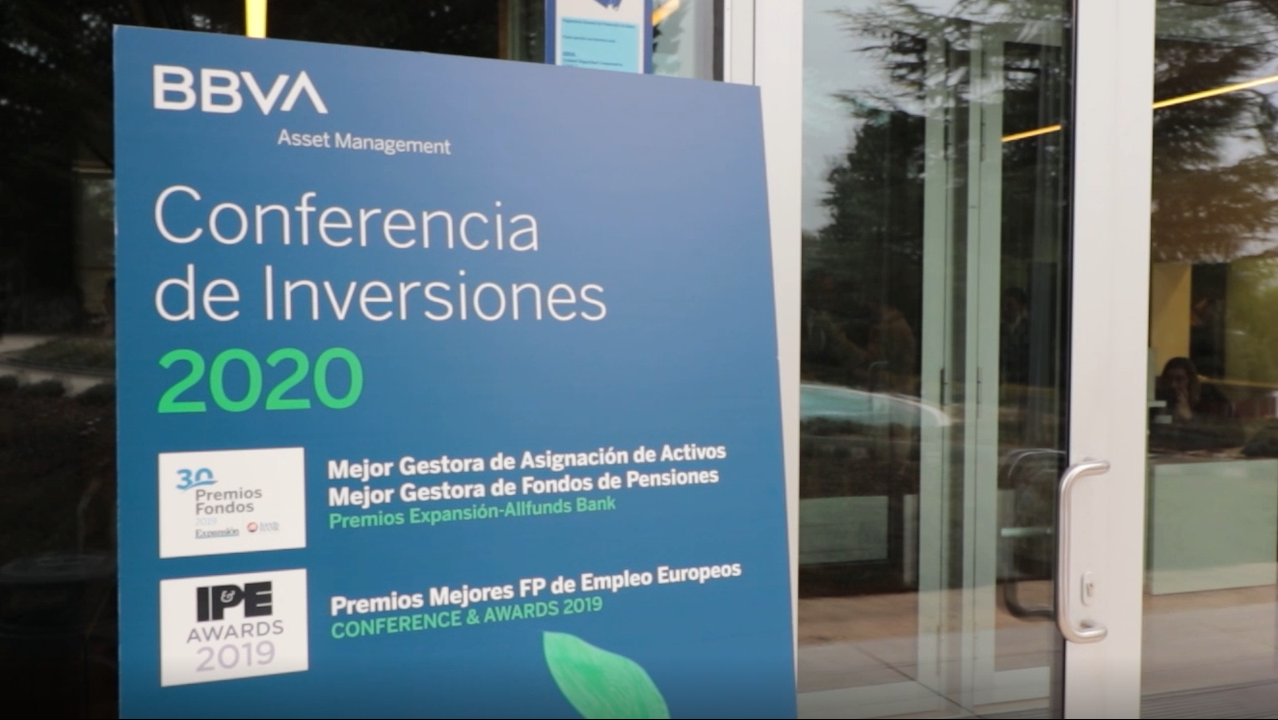 BBVA
Asset Management
Conferencia
de Inversiones
2020
30
Premios
Fondos
2019
Expansión
Mejor Gestora de Asignación de Activos
Mejor Gestora de Fondos de Pensiones
Premios Expansión-Allfunds Bank
IP&E
AWARDS
2019
Premios Mejores FP de Empleo Europeos
CONFERENCE & AWARDS 2019